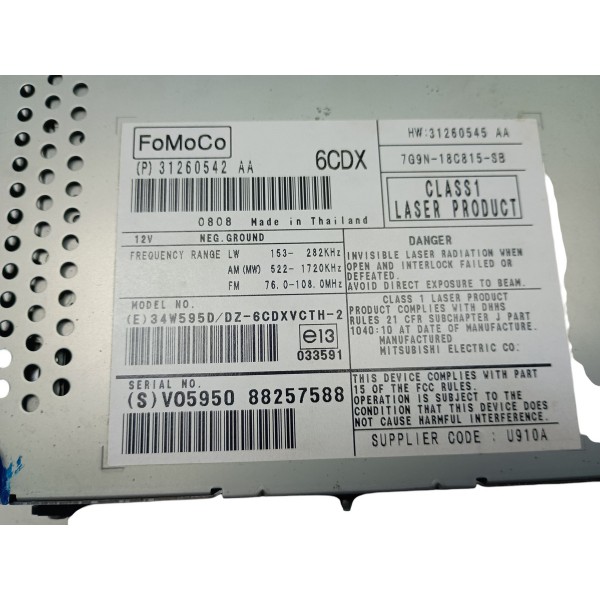 FoMoCo
(P) 31260542 AA
6CDX
HW:31260545 AA
7G9N-18C815-SB
CLASS1
LASER PRODUCT
0808 Made in Thailand
12V NEG.GROUND
FREQUENCY RANGE LW 153- 282KHz
AM(MW) 522-1720KHz
FM 76.0-108.0MHz
DANGER
INVISIBLE LASER RADIATION WHEN
OPEN AND INTERLOCK FAILED OR
DEFEATED.
AVOID DIRECT EXPOSURE TO BEAM.
MODEL NO.
(E)34W595D/DZ-6CDXVCTH-2
e13
033591
CLASS 1 LASER PRODUCT
PRODUCT COMPLIES WITH DHHS
RULES 21 CFR SUBCHAPTER J PART
1040:10 AT DATE OF MANUFACTURE.
MANUFACTURED
MITSUBISHI ELECTRIC CO.
SERIAL NO.
(S)VO5950 88257588
THIS DEVICE COMPLIES WITH PART
15 OF THE FCC RULES.
OPERATION IS SUBJECT TO THE
CONDITION THAT THIS DEVICE DOES
NOT CAUSE HARMFUL INTERFERENCE.
SUPPLIER CODE : U910A